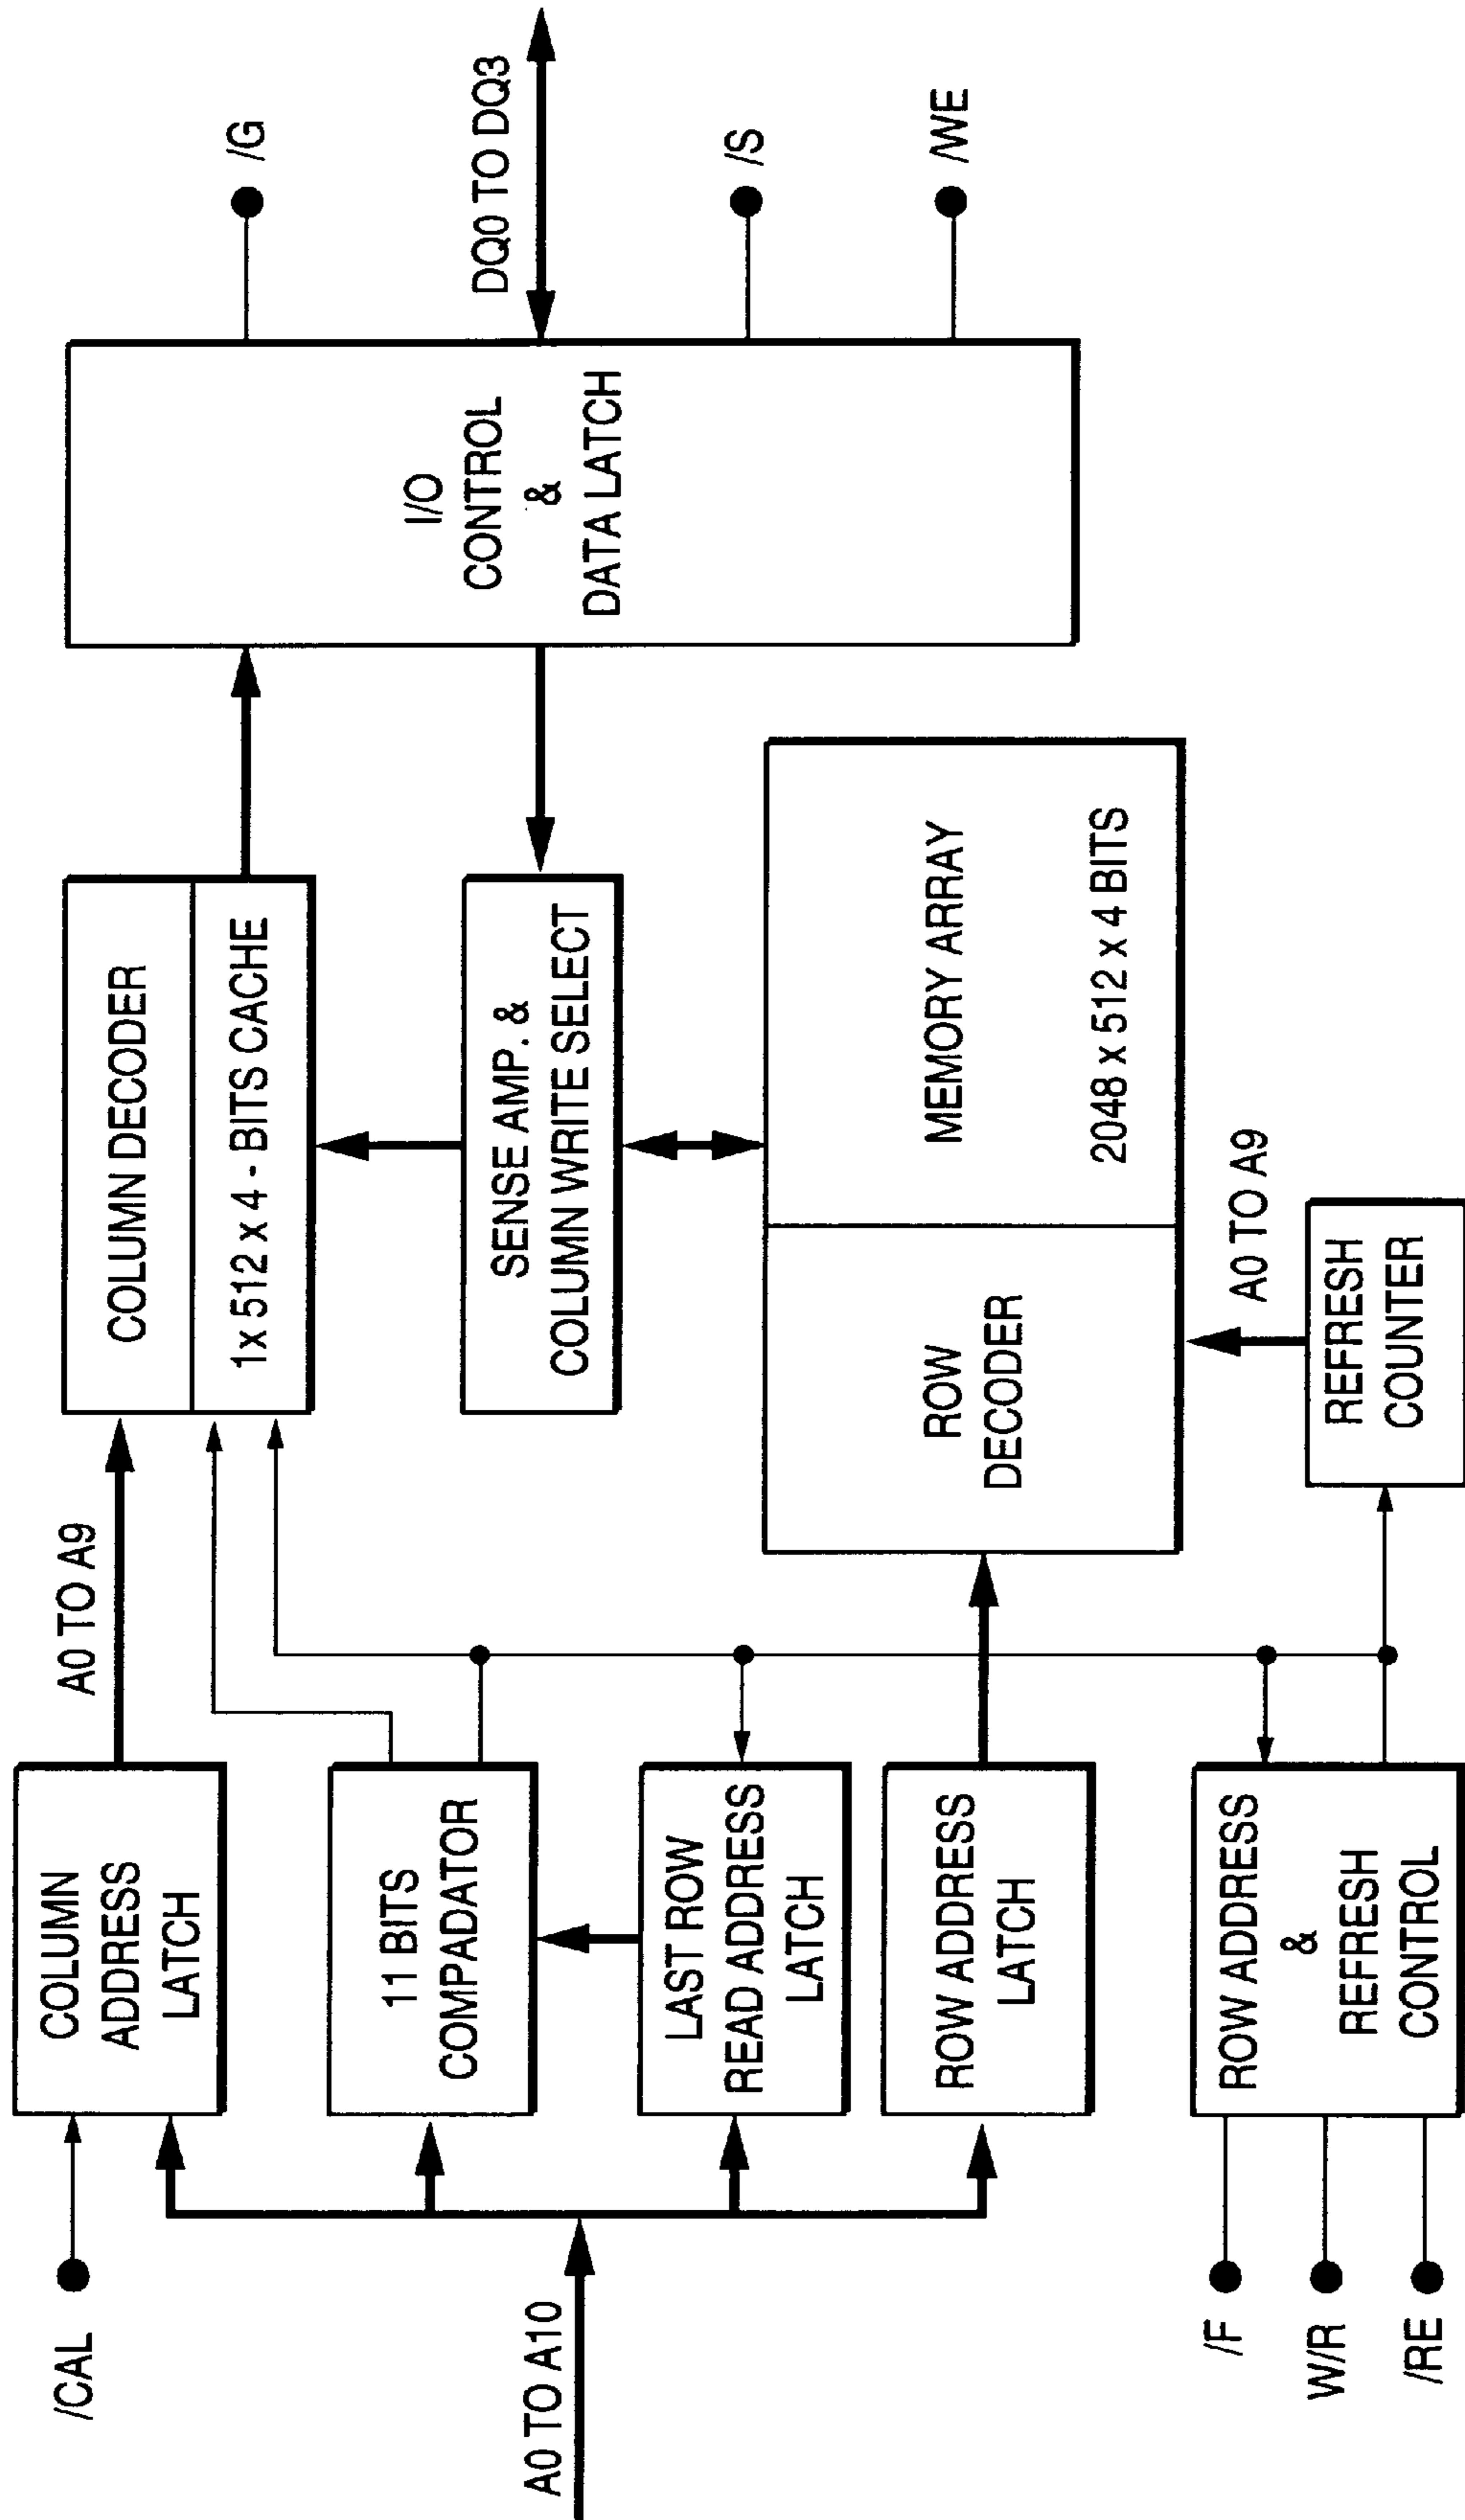 /CAL
A0 TO A10
/F
W/R
/RE
COLUMN
ADDRESS
LATCH
11 BITS
COMPADATOR
LAST ROW
READ ADDRESS
LATCH
ROW ADDRESS
LATCH
ROW ADDRESS
&
REFRESH
CONTROL
A0 TO A9
COLUMN DECODER
1x 512 x 4 - BITS CACHE
SENSE AMP. &
COLUMN WRITE SELECT
ROW
DECODER
MEMORY ARRAY
2048 x 512 x 4 BITS
A0 TO A9
REFRESH
COUNTER
I/O
CONTROL
&
DATA LATCH
/G
DQ0 TO DQ3
/S
/WE